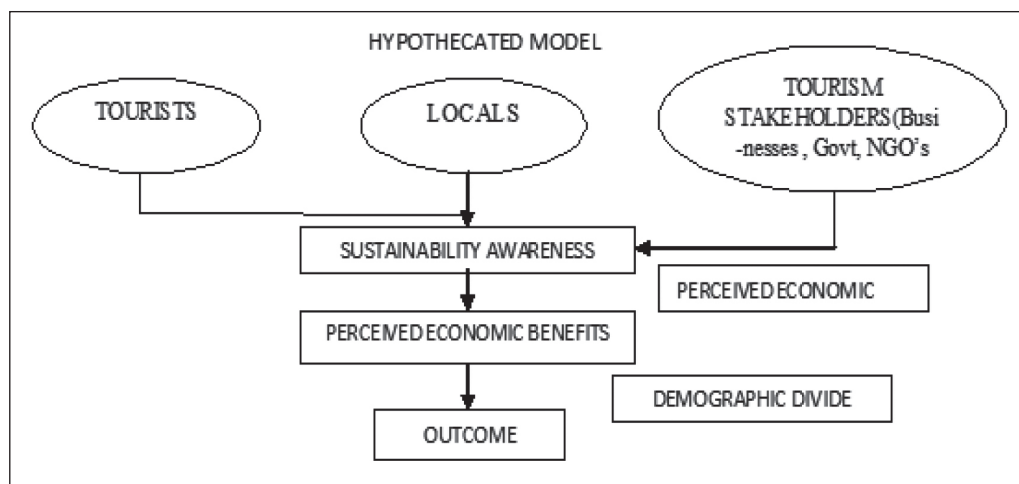 HYPOTHECATED MODEL
TOURISTS
LOCALS
TOURISM
STAKEHOLDERS(Busi
-nesses , Govt, NGO's
SUSTAINABILITY AWARENESS
PERCEIVED ECONOMIC
PERCEIVED ECONOMIC BENEFITS
DEMOGRAPHIC DIVIDE
OUTCOME